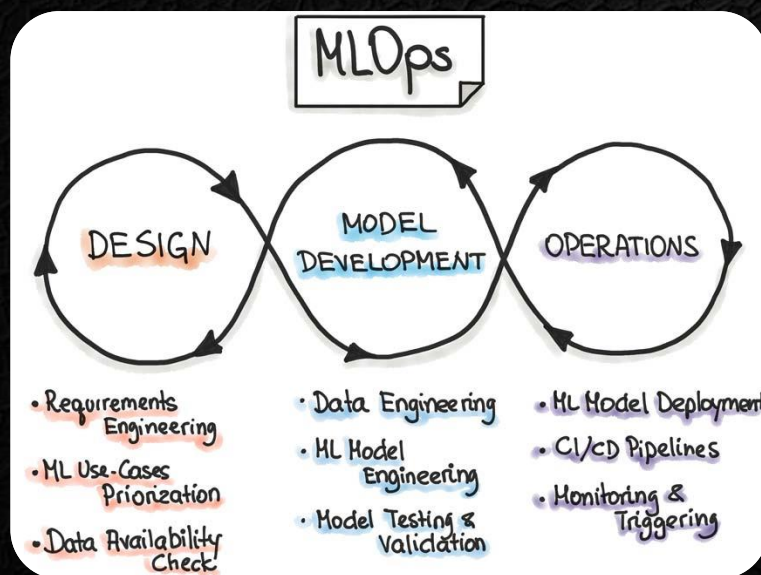 MLOps
DESIGN
MODEL
DEVELOPMENT
OPERATIONS
• Requirements
Engineering
• ML Use-Cases
Priorization
• Data Availability
Check
• Data Engineering
• ML Model
Engineering
• Model Testing &
Validation
• ML Model Deployment
• CI/CD Pipelines
• Monitoring &
Triggering